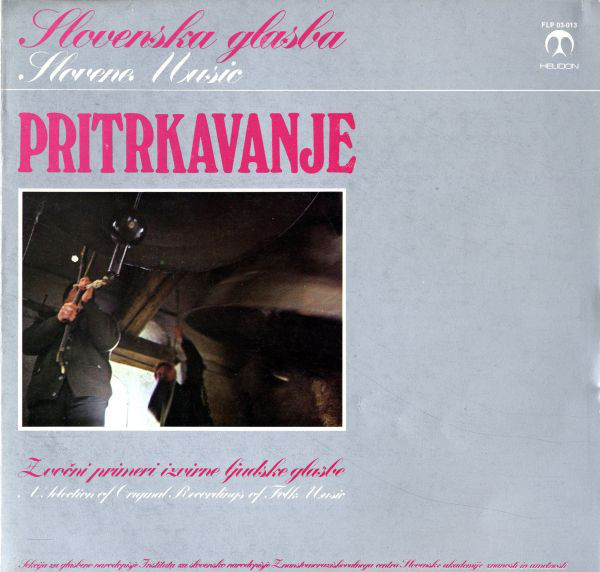 Slovenska glasba
Slovene Music
FLP 03-013
HELIDON
PRITRKAVANJE
Zvočni primeri izvirne ljudske glasbe
A Selection of Original Recordings of Folk Music
Sekcija za glasbeno narodopisje Instituta za slovensko narodopisje Znanstvenoraziskovalnega centra Slovenske akademije znanosti in umetnosti